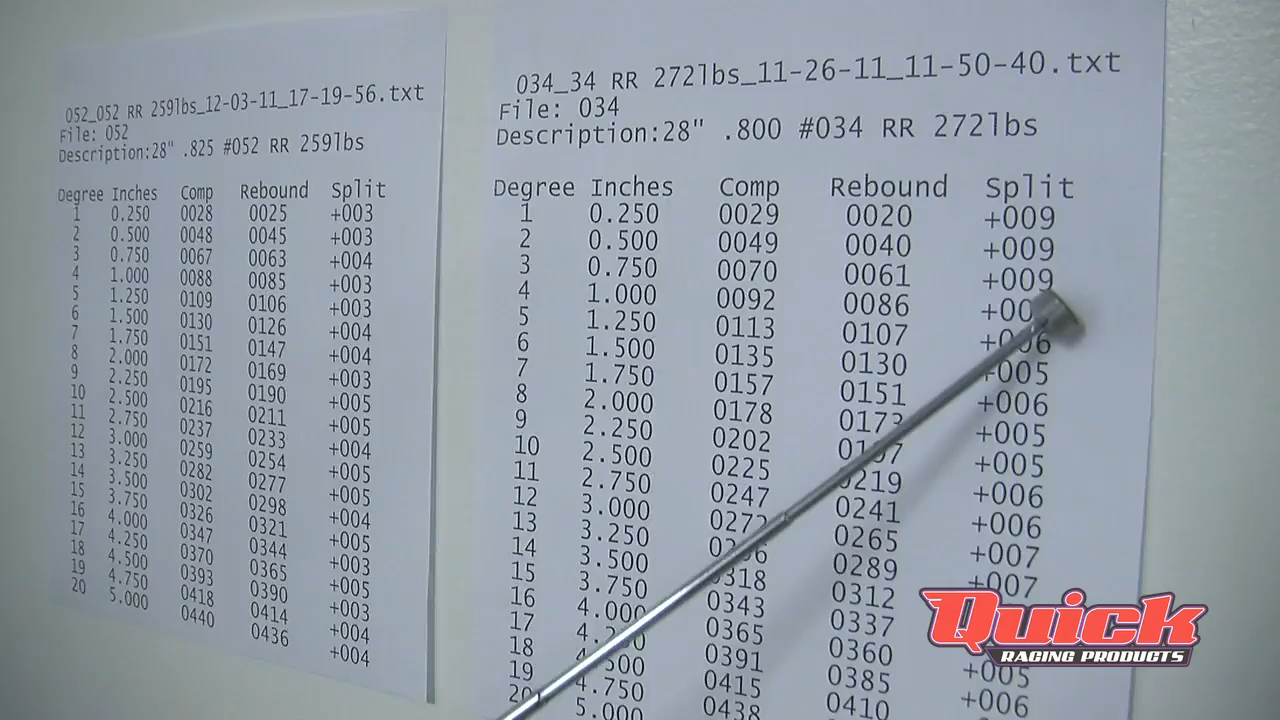 052_052 RR 259lbs_12-03-11_17-19-56.txt
File: 052
Description:28" .825 #052 RR 259lbs
Degree Inches Comp Rebound Split
1 0.250 0028 0025 +003
2 0.500 0048 0045 +003
3 0.750 0067 0063 +004
4 1.000 0088 0085 +003
5 1.250 0109 0106 +003
6 1.500 0130 0126 +004
7 1.750 0151 0147 +004
8 2.000 0172 0169 +003
9 2.250 0195 0190 +005
10 2.500 0216 0211 +005
11 2.750 0237 0233 +004
12 3.000 0259 0254 +005
13 3.250 0282 0277 +005
14 3.500 0302 0298 +004
15 3.750 0326 0321 +005
16 4.000 0347 0344 +003
17 4.250 0370 0365 +005
18 4.500 0393 0390 +003
19 4.750 0418 0414 +004
20 5.000 0440 0436 +004
034_34 RR 272lbs_11-26-11_11-50-40.txt
File: 034
Description:28" .800 #034 RR 272lbs
Degree Inches Comp Rebound Split
1 0.250 0029 0020 +009
2 0.500 0049 0040 +009
3 0.750 0070 0061 +009
4 1.000 0092 0086
5 1.250 0113 0107 +006
6 1.500 0135 0130 +005
7 1.750 0157 0151 +006
8 2.000 0178 0173 +005
9 2.250 0202 +005
10 2.500 0225 0219 +006
11 2.750 0247 0241 +006
12 3.000 0272 0265 +007
13 3.250 0289 +007
14 3.500 0318 0312
15 3.750 0343 0337
16 4.000 0365 0360 +005
17 0391 0385 +006
18 0415 0410
19 4.750 0438
20 5.000
Quick
RACING PRODUCTS